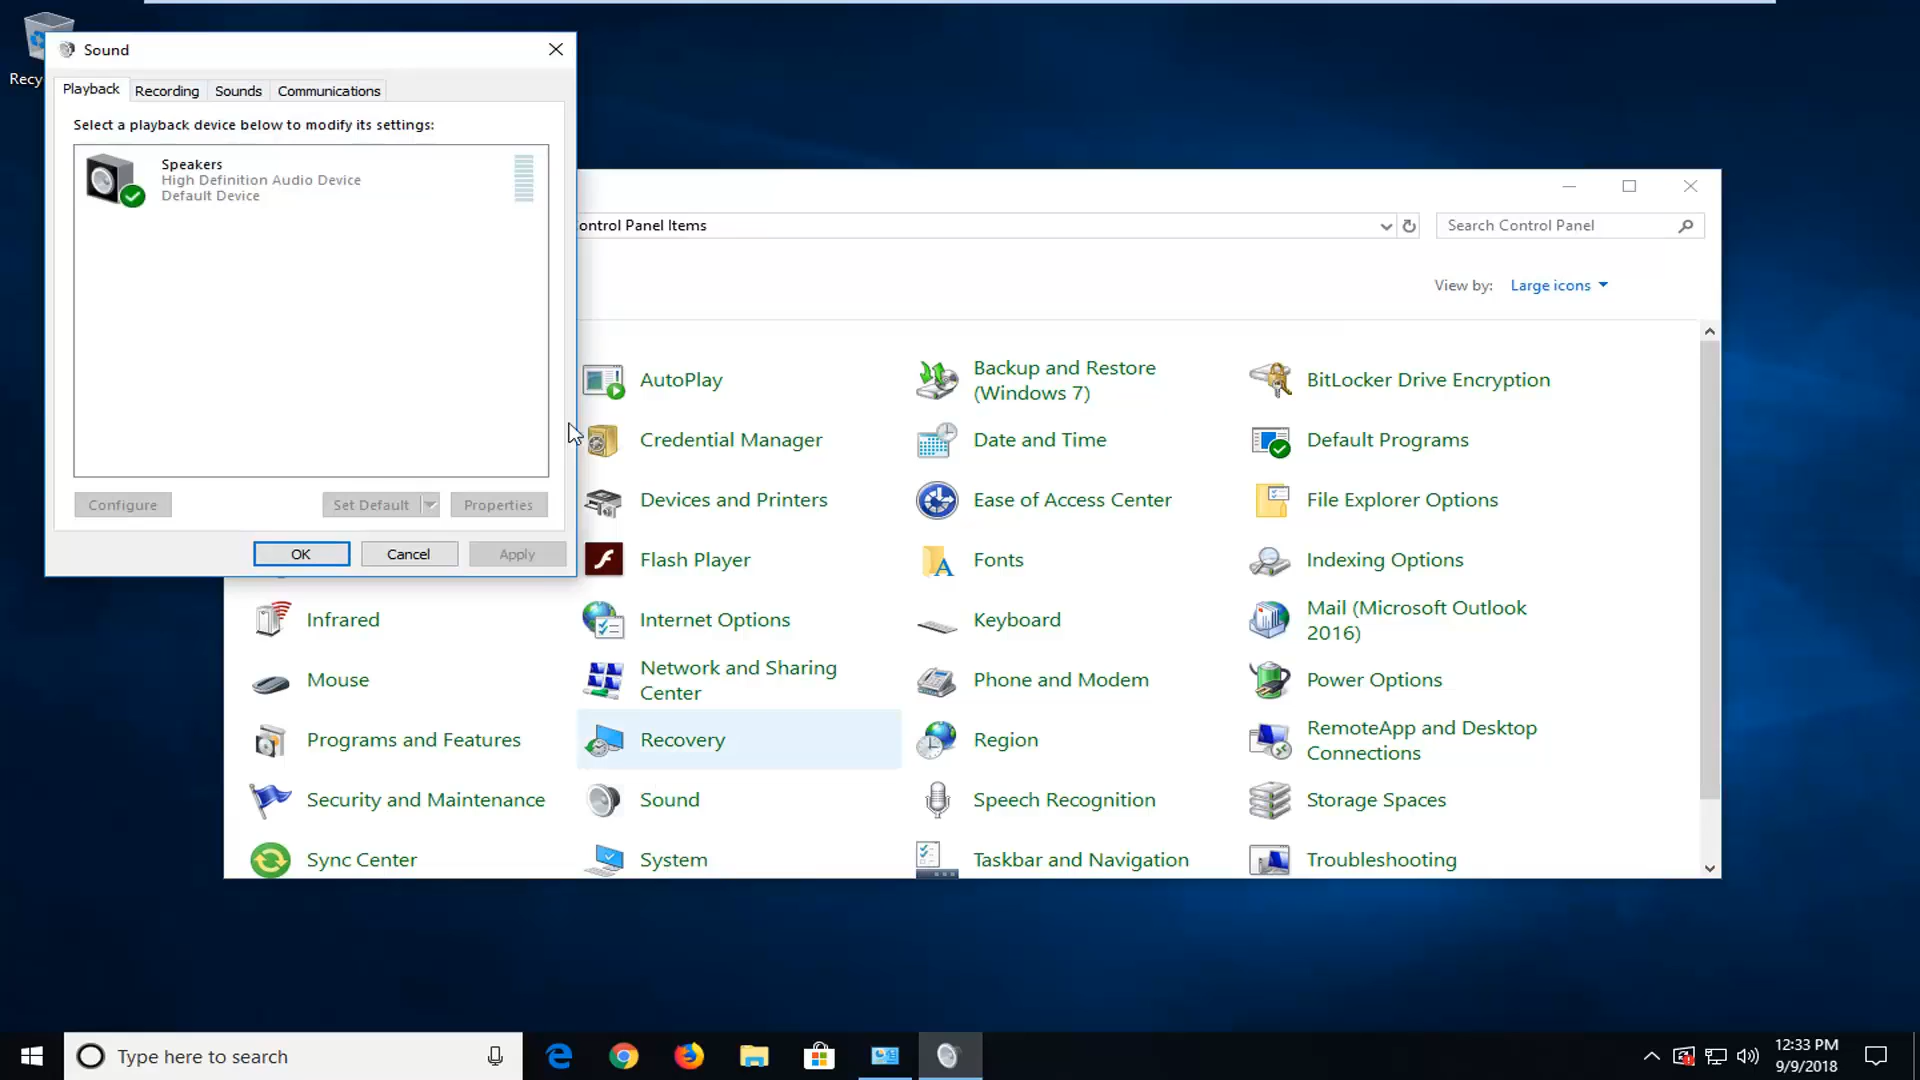 Recy
Sound
Playback
Recording
Sounds
Communications
Select a playback device below to modify its settings:
Speakers
High Definition Audio Device
Default Device
Configure
Set Default
Properties
OK
Cancel
Apply
ontrol Panel Items
Search Control Panel
View by:
Large icons
AutoPlay
Backup and Restore
(Windows 7)
BitLocker Drive Encryption
Credential Manager
Date and Time
Default Programs
Devices and Printers
Ease of Access Center
File Explorer Options
Flash Player
Fonts
Indexing Options
Infrared
Internet Options
Keyboard
Mail (Microsoft Outlook
2016)
Mouse
Network and Sharing
Center
Phone and Modem
Power Options
Programs and Features
Recovery
Region
RemoteApp and Desktop
Connections
Security and Maintenance
Sound
Speech Recognition
Storage Spaces
Sync Center
System
Taskbar and Navigation
Troubleshooting
Type here to search
12:33 PM
9/9/2018